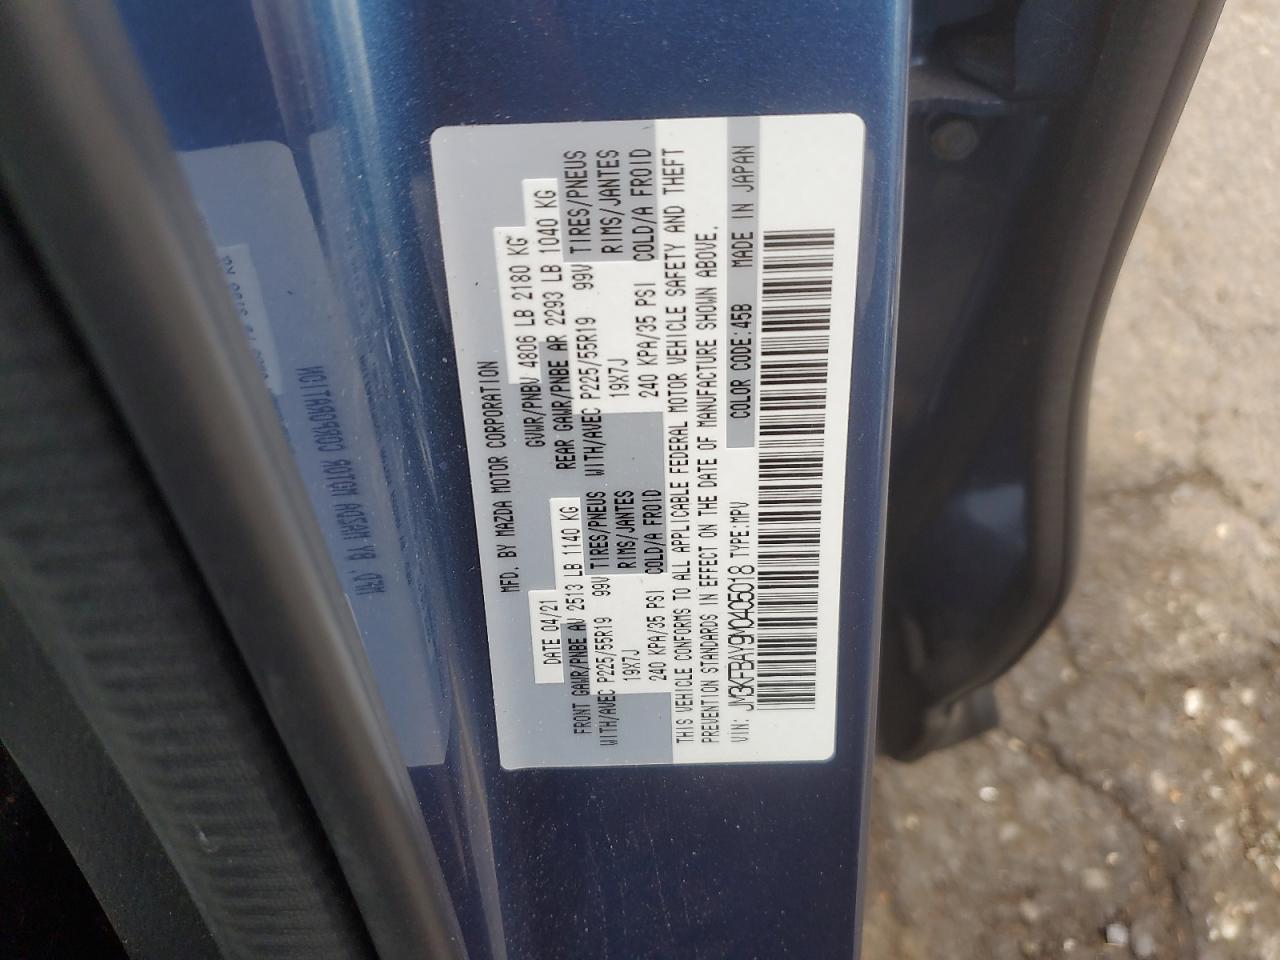 MFD. BY MAZDA MOTOR CORPORATION
DATE 04/21 GVWR/PNBV 4806 LB 2180 KG
FRONT GAWR/PNBE AV 2513 LB 1140 KG REAR GAWR/PNBE AR 2293 LB 1040 KG
WITH/AVEC P225/55R19 99V TIRES/PNEUS WITH/AVEC P225/55R19 99V TIRES/PNEUS
19X7J RIMS/JANTES 19X7J RIMS/JANTES
240 KPA/35 PSI COLD/A FROID 240 KPA/35 PSI COLD/A FROID
THIS VEHICLE CONFORMS TO ALL APPLICABLE FEDERAL MOTOR VEHICLE SAFETY AND THEFT
PREVENTION STANDARDS IN EFFECT ON THE DATE OF MANUFACTURE SHOWN ABOVE.
VIN: JM3KFBAY9M0405018 TYPE:MPV COLOR CODE:45B MADE IN JAPAN